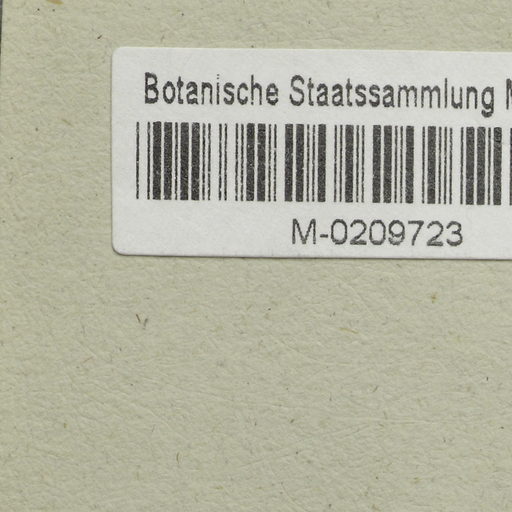 Botanische Staatssammlung
M-0209723